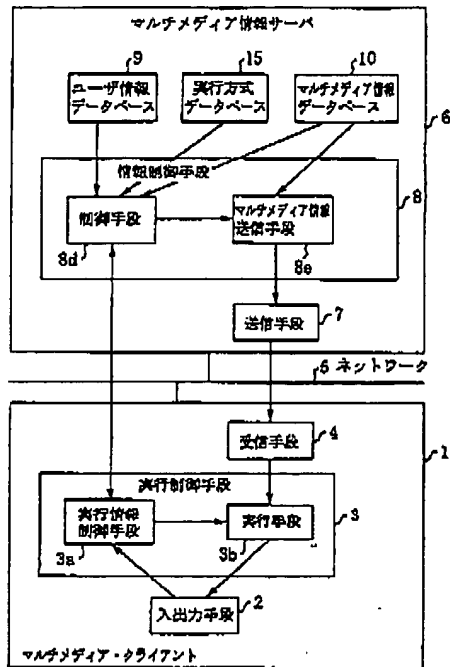 マルチメディア情報サーバ
9
15
10
ユーザ情報
データベース
実行方式
データベース
マルチメディア情報
データベース
6
情報制御手段
制御手段
マルチメディア情報
送信手段
8
8d
8e
送信手段
7
5 ネットワーク
受信手段
4
1
実行制御手段
実行情報
制御手段
実行手段
3
3a
3b
入出力手段
2
マルチメディア・クライアント